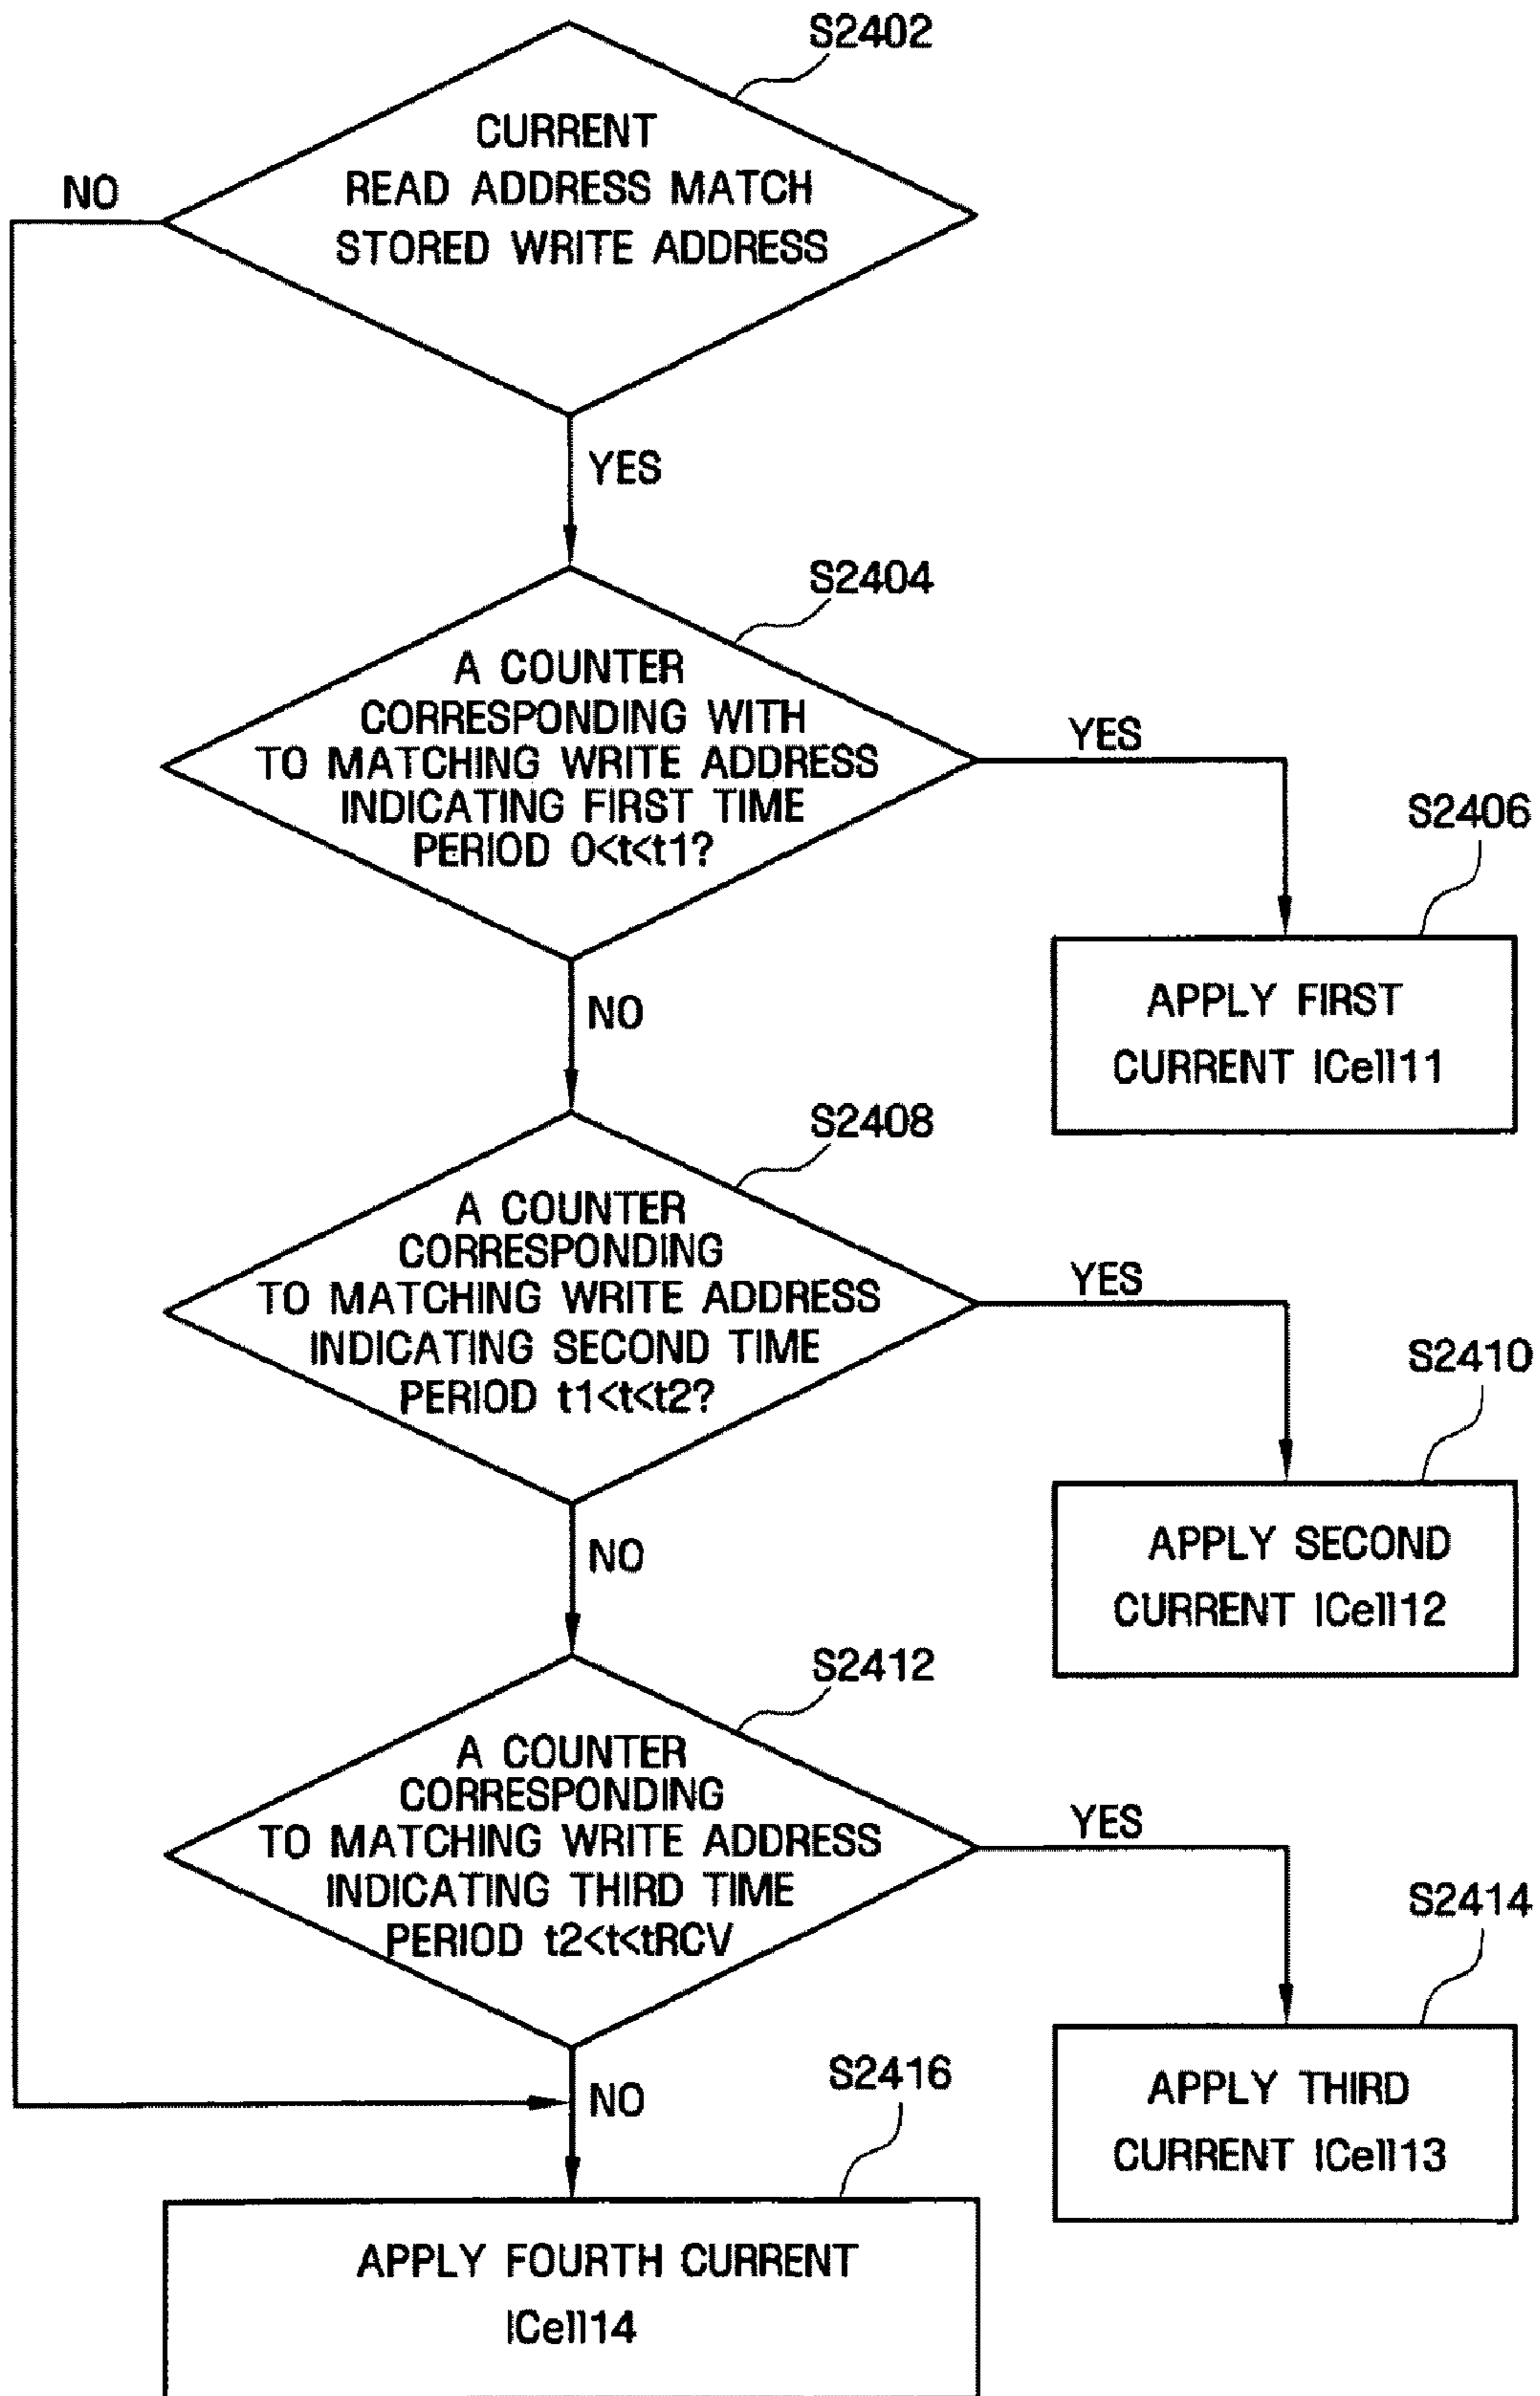 S2402
CURRENT
READ ADDRESS MATCH
STORED WRITE ADDRESS
NO
YES
S2404
A COUNTER
CORRESPONDING WITH
TO MATCHING WRITE ADDRESS
INDICATING FIRST TIME
PERIOD 0<t<t1?
YES
S2406
APPLY FIRST
CURRENT ICell11
NO
S2408
A COUNTER
CORRESPONDING
TO MATCHING WRITE ADDRESS
INDICATING SECOND TIME
PERIOD t1<t<t2?
YES
S2410
APPLY SECOND
CURRENT ICell12
NO
S2412
A COUNTER
CORRESPONDING
TO MATCHING WRITE ADDRESS
INDICATING THIRD TIME
PERIOD t2<t<tRCV
YES
S2414
APPLY THIRD
CURRENT ICell13
NO
S2416
APPLY FOURTH CURRENT
ICell14